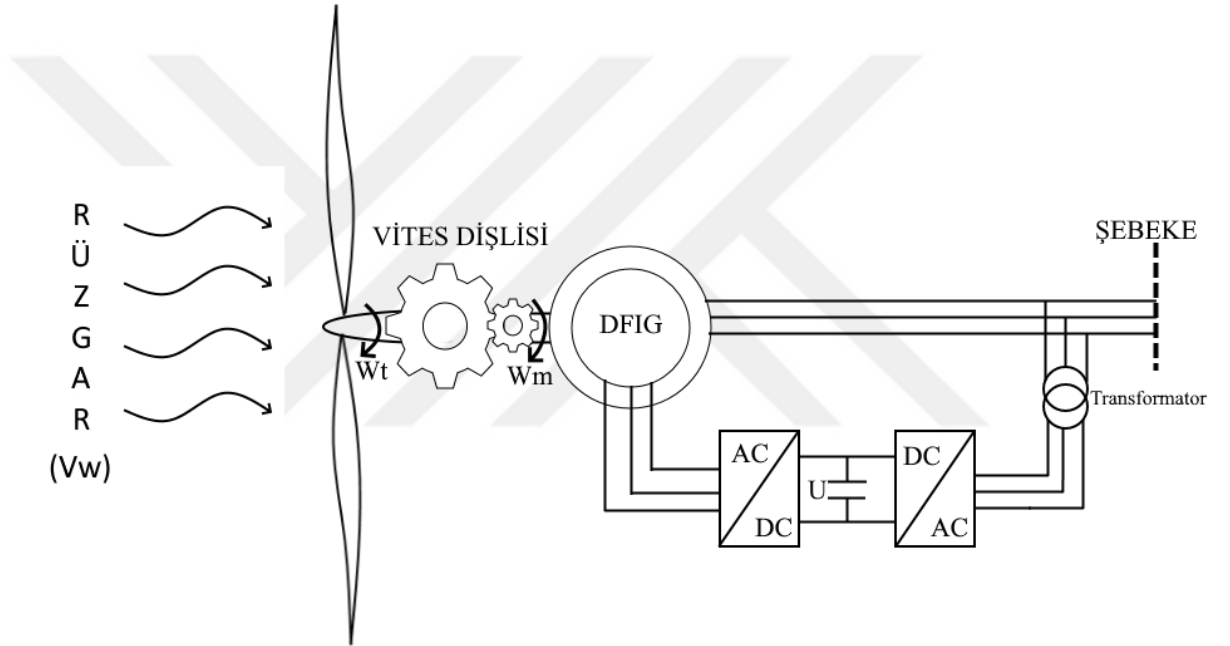 R
Ü
Z
G
A
R
(Vw)
VİTES DİŞLİSİ
Wt
Wm
DFIG
ŞEBEKE
Transformator
AC
DC
U
DC
AC